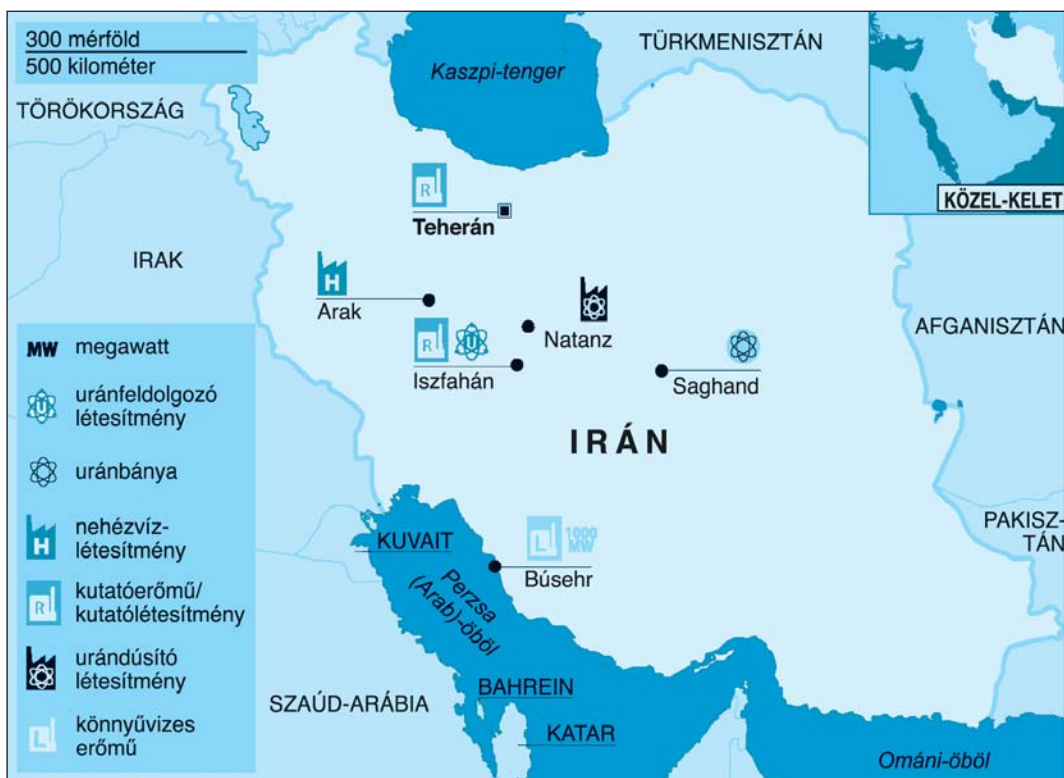 300 mérföld
500 kilométer
TÖRÖKORSZÁG
Kaszpi-tenger
TÜRKMENISZTÁN
KÖZEL-KELET
R
Teherán
IRAK
H
Arak
R U
Iszfahán
Natanz
Saghand
AFGANISZTÁN
IRÁN
PAKISZ-
TÁN
KUVAIT
L 1000
MW
Búsehr
Perzsa
(Arab)-öböl
SZAÚD-ARÁBIA
BAHREIN
KATAR
Ománi-öböl
MW megawatt
U uránfeldolgozó
létesítmény
uránbánya
H nehézvíz-
létesítmény
R kutatóerőmű/
kutatólétesítmény
urándúsító
létesítmény
L könnyűvizes
erőmű